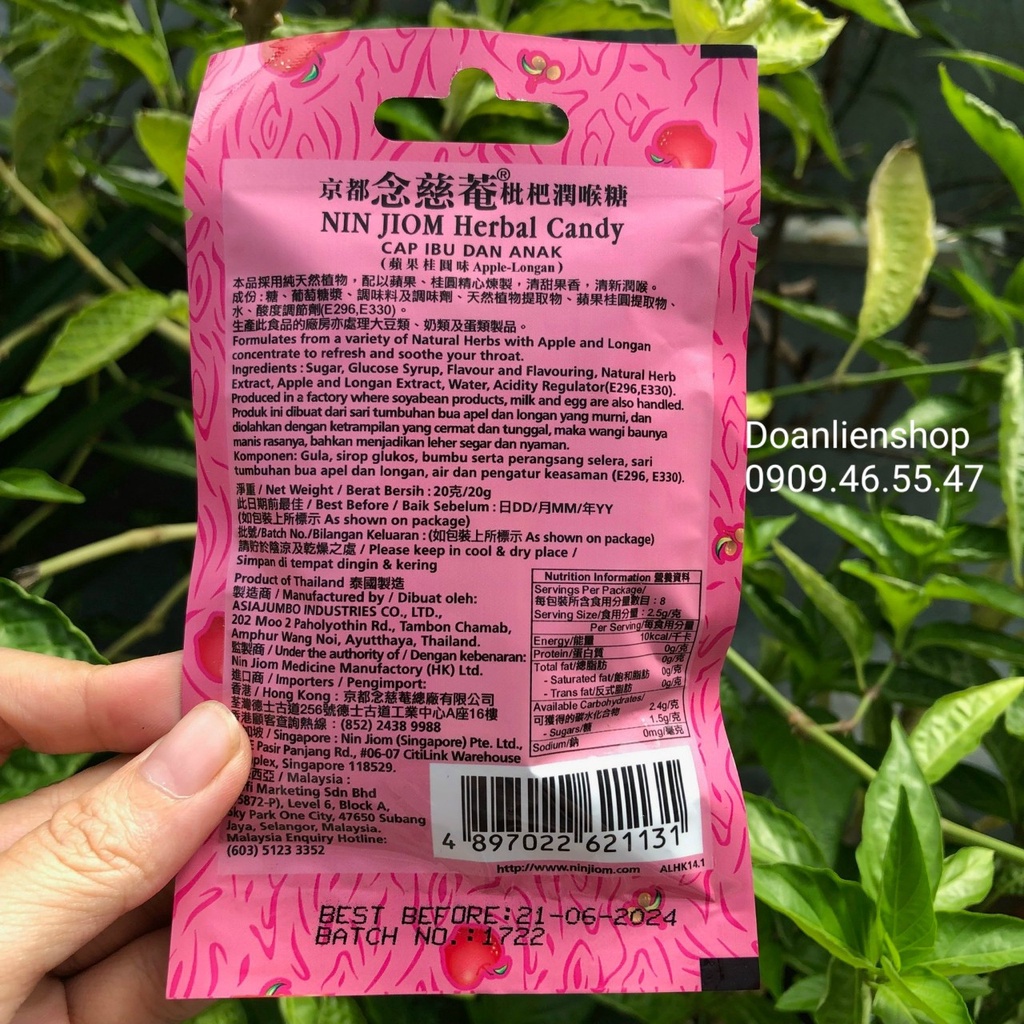 京都念慈菴®枇杷潤喉糖
NIN JIOM Herbal Candy
CAP IBU DAN ANAK
(蘋果桂圓味 Apple-Longan)
本品採用純天然植物，配以蘋果、桂圓精心煉製，清甜果香，清新潤喉。
成份：糖、葡萄糖漿、調味料及調味劑、天然植物提取物、蘋果桂圓提取物、
水、酸度調節劑(E296,E330)。
生產此食品的廠房亦處理大豆類、奶類及蛋類製品。
Formulates from a variety of Natural Herbs with Apple and Longan
concentrate to refresh and soothe your throat.
Ingredients : Sugar, Glucose Syrup, Flavour and Flavouring, Natural Herb
Extract, Apple and Longan Extract, Water, Acidity Regulator(E296,E330).
Produced in a factory where soyabean products, milk and egg are also handled.
Produk ini dibuat dari sari tumbuhan bua apel dan longan yang murni, dan
diolahkan dengan ketrampilan yang cermat dan tunggal, maka wangi baunya
manis rasanya, bahkan menjadikan leher segar dan nyaman.
Komponen: Gula, sirop glukos, bumbu serta perangsang selera, sari
tumbuhan bua apel dan longan, air dan pengatur keasaman (E296, E330).
淨重 / Net Weight / Berat Bersih : 20克/20g
此日期前最佳 / Best Before / Baik Sebelum : 日DD/月MM/年YY
(如包裝上所標示 As shown on package)
批號/Batch No./Bilangan Keluaran : (如包裝上所標示 As shown on package)
請貯於陰涼及乾燥之處 / Please keep in cool & dry place /
Simpan di tempat dingin & kering
Product of Thailand 泰國製造
製造商 / Manufactured by / Dibuat oleh:
ASIAJUMBO INDUSTRIES CO., LTD.,
202 Moo 2 Paholyothin Rd., Tambon Chamab,
Amphur Wang Noi, Ayutthaya, Thailand.
監製商 / Under the authority of / Dengan kebenaran:
Nin Jiom Medicine Manufactory (HK) Ltd.
進口商 / Importers / Pengimport:
香港 / Hong Kong : 京都念慈菴總廠有限公司
荃灣德士古道256號德士古道工業中心A座16樓
香港顧客查詢熱線 : (852) 2438 9988
坡 / Singapore : Nin Jiom (Singapore) Pte. Ltd.,
Pasir Panjang Rd., #06-07 CitiLink Warehouse
plex, Singapore 118529.
西亞 / Malaysia :
Marketing Sdn Bhd
5872-P), Level 6, Block A,
Sky Park One City, 47650 Subang
Jaya, Selangor, Malaysia.
Malaysia Enquiry Hotline:
(603) 5123 3352
Nutrition Information 營養資料
Servings Per Package/
每包裝所含食用分量數目 : 8
Serving Size/食用分量 : 2.5g/克
Per Serving/每食用分量
Energy/能量 10kcal/千卡
Protein/蛋白質 0g/克
Total fat/總脂肪 0g/克
- Saturated fat/飽和脂肪 0g/克
- Trans fat/反式脂肪 0g/克
Available Carbohydrates/
可獲得的碳水化合物 2.4g/克
- Sugars/糖 1.5g/克
Sodium/鈉 0mg/毫克
4 897022 621131
http://www.ninjiom.com ALHK14.1
BEST BEFORE:21-06-2024
BATCH NO.:1722
Doanlienshop
0909.46.55.47